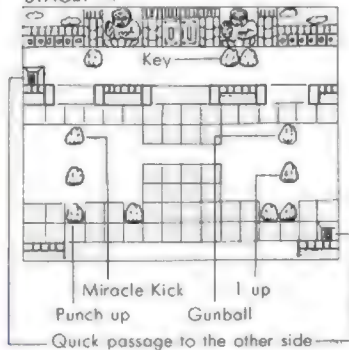 Key
Miracle Kick
1 up
Punch up
Gunball
Quick passage to the other side